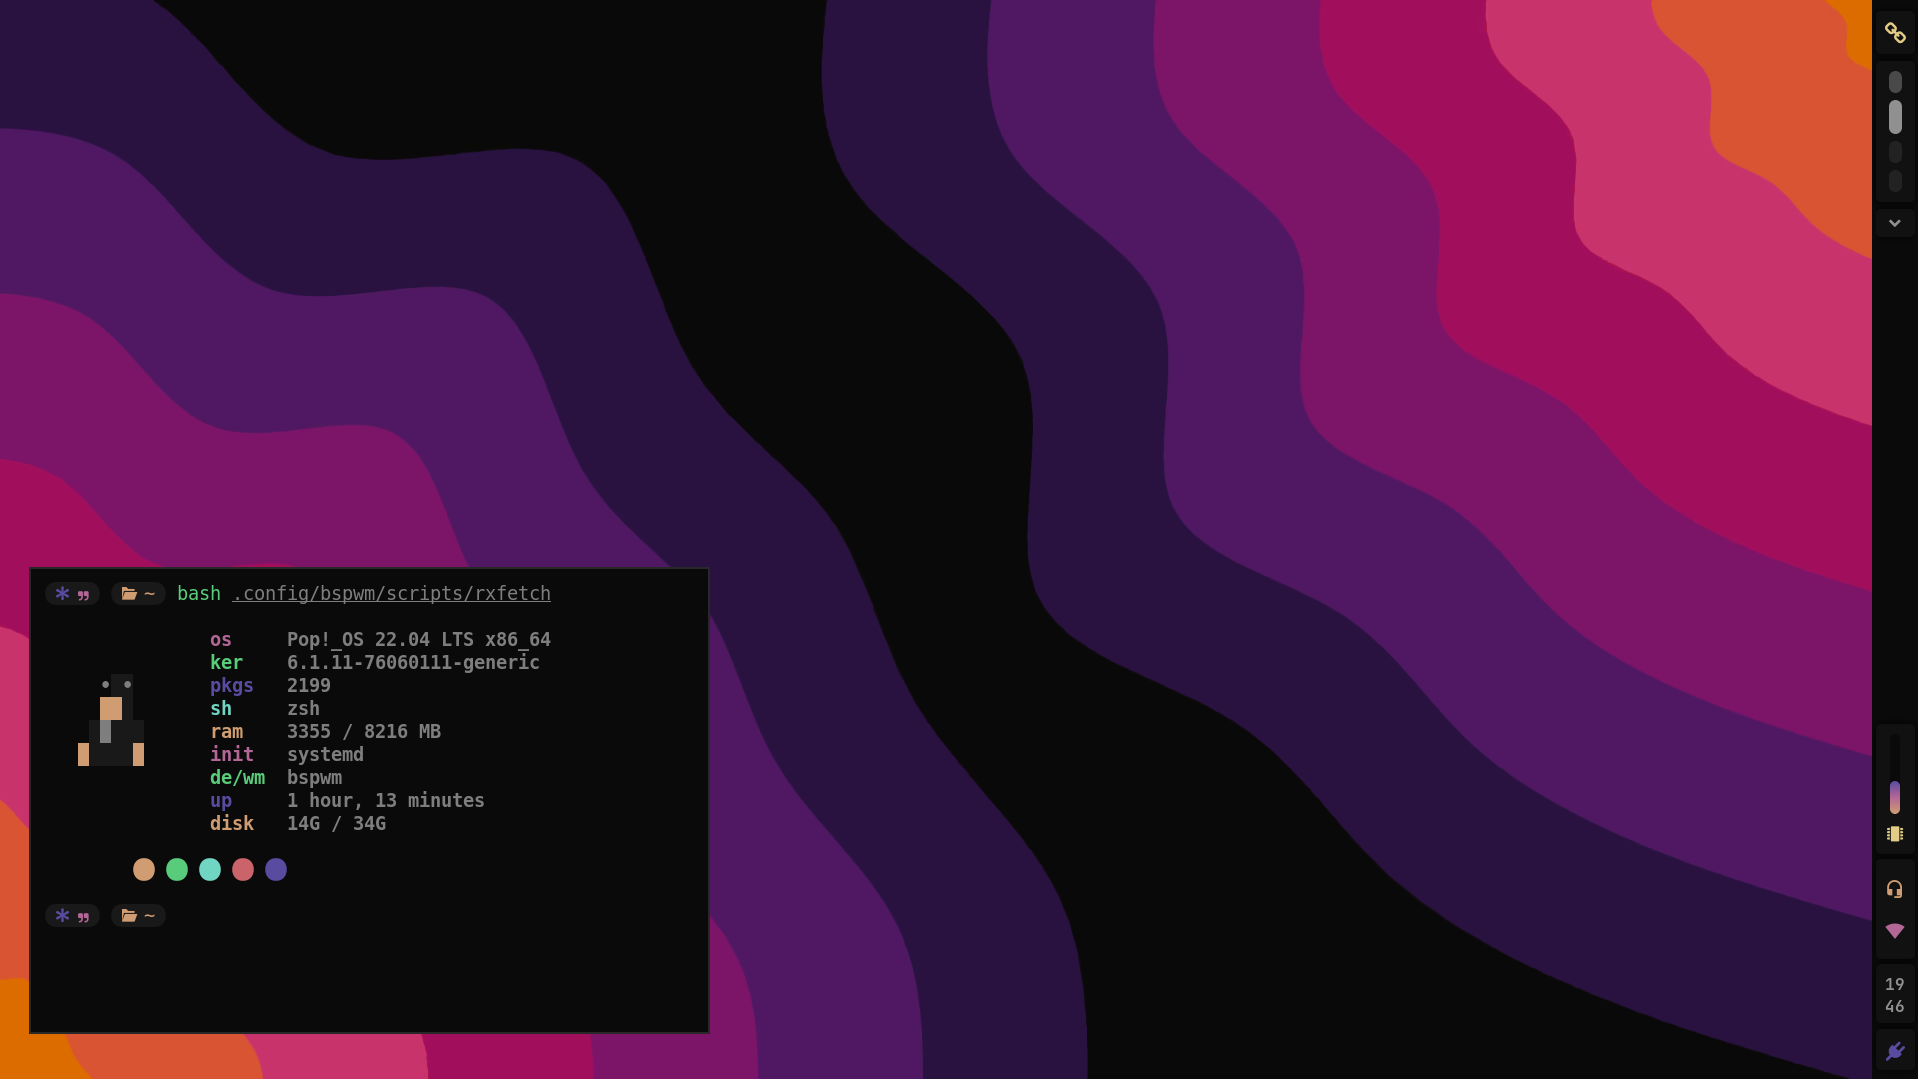 ~ bash .config/bspwm/scripts/rxfetch
os Pop!_OS 22.04 LTS x86_64
ker 6.1.11-76060111-generic
pkgs 2199
sh zsh
ram 3355 / 8216 MB
init systemd
de/wm bspwm
up 1 hour, 13 minutes
disk 14G / 34G
~
19
46